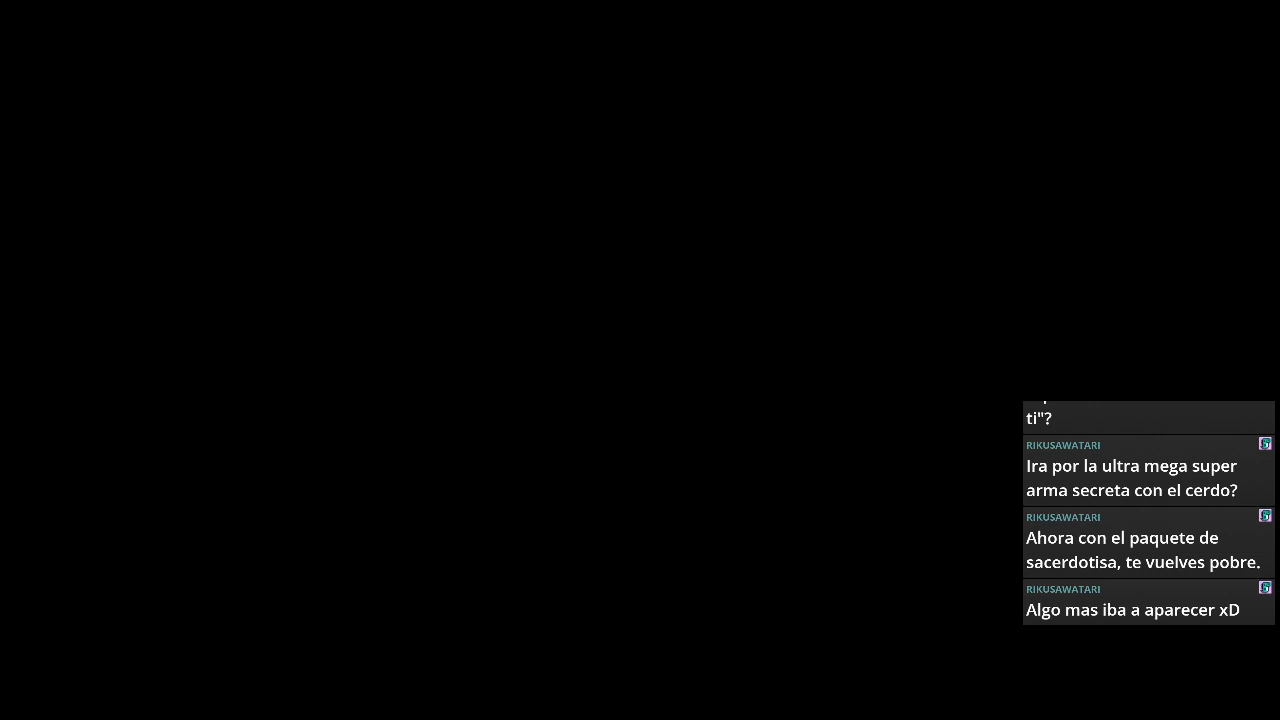 ti"?
RIKUSAWATARI
Ira por la ultra mega super
arma secreta con el cerdo?
RIKUSAWATARI
Ahora con el paquete de
sacerdotisa, te vuelves pobre.
RIKUSAWATARI
Algo mas iba a aparecer xD